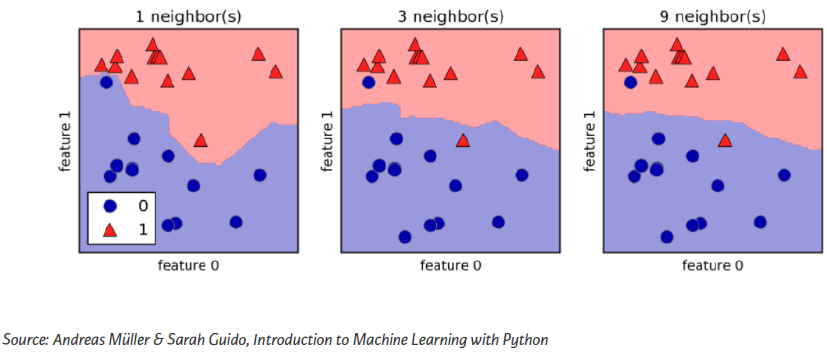 1 neighbor(s) 3 neighbor(s) 9 neighbor(s)
feature 1 feature 1 feature 1
0
1
feature 0 feature 0 feature 0
Source: Andreas Müller & Sarah Guido, Introduction to Machine Learning with Python